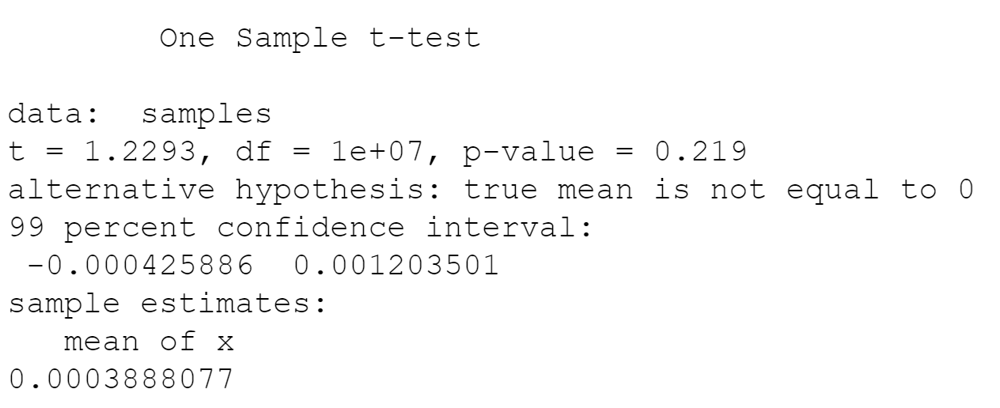 One Sample t-test
data:  samples
t = 1.2293, df = 1e+07, p-value = 0.219
alternative hypothesis: true mean is not equal to 0
99 percent confidence interval:
-0.000425886  0.001203501
sample estimates:
mean of x
0.0003888077